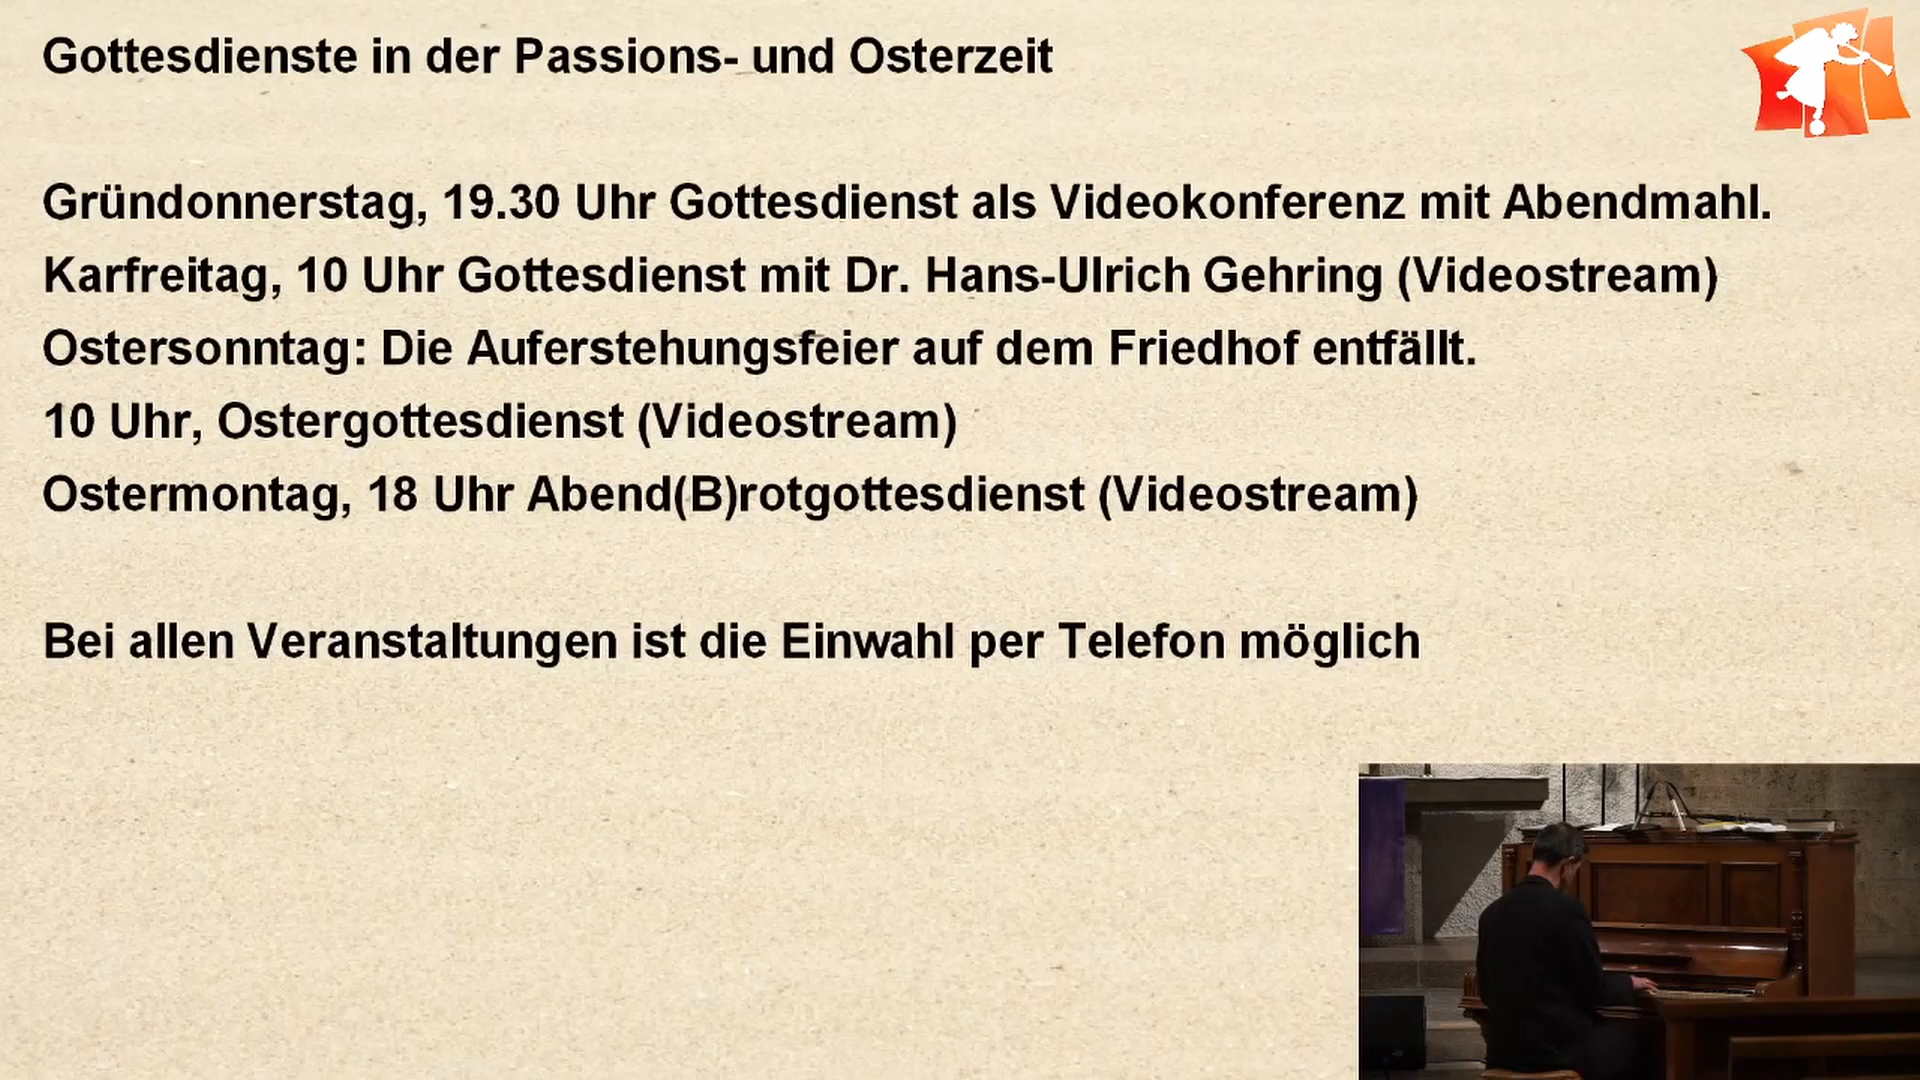 Gottesdienste in der Passions- und Osterzeit
Gründonnerstag, 19.30 Uhr Gottesdienst als Videokonferenz mit Abendmahl.
Karfreitag, 10 Uhr Gottesdienst mit Dr. Hans-Ulrich Gehring (Videostream)
Ostersonntag: Die Auferstehungsfeier auf dem Friedhof entfällt.
10 Uhr, Ostergottesdienst (Videostream)
Ostermontag, 18 Uhr Abend(B)rotgottesdienst (Videostream)
Bei allen Veranstaltungen ist die Einwahl per Telefon möglich